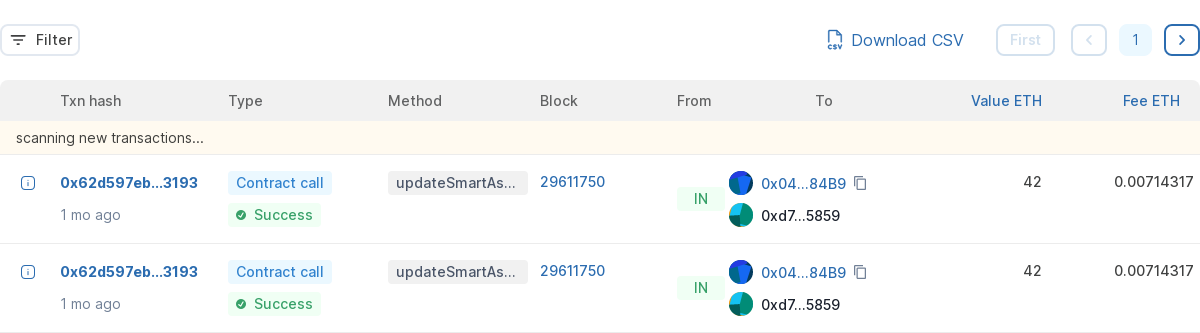 Filter
Download CSV
First
1
Txn hash Type Method Block From To Value ETH Fee ETH
scanning new transactions...
0x62d597eb...3193 Contract call updateSmartAs... 29611750 IN 0x04...84B9 42 0.00714317
1 mo ago Success 0xd7...5859
0x62d597eb...3193 Contract call updateSmartAs... 29611750 IN 0x04...84B9 42 0.00714317
1 mo ago Success 0xd7...5859